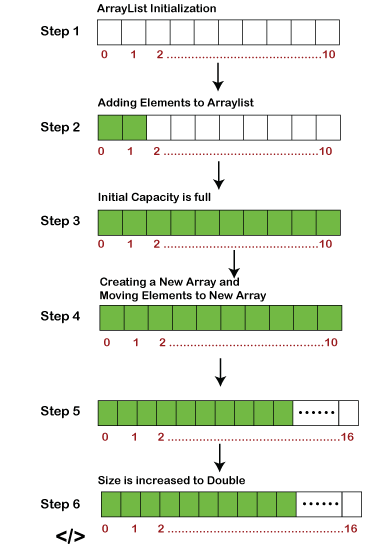 ArrayList Initialization
Step 1
0 1 2 ........................................ 10
Adding Elements to Arraylist
Step 2
0 1 2 ........................................ 10
Initial Capacity is full
Step 3
0 1 2 ........................................ 10
Creating a New Array and
Moving Elements to New Array
Step 4
0 1 2 ........................................ 10
Step 5
......
0 1 2 ............................................. 16
Size is increased to Double
Step 6
......
</> 0 1 2 ............................................. 16